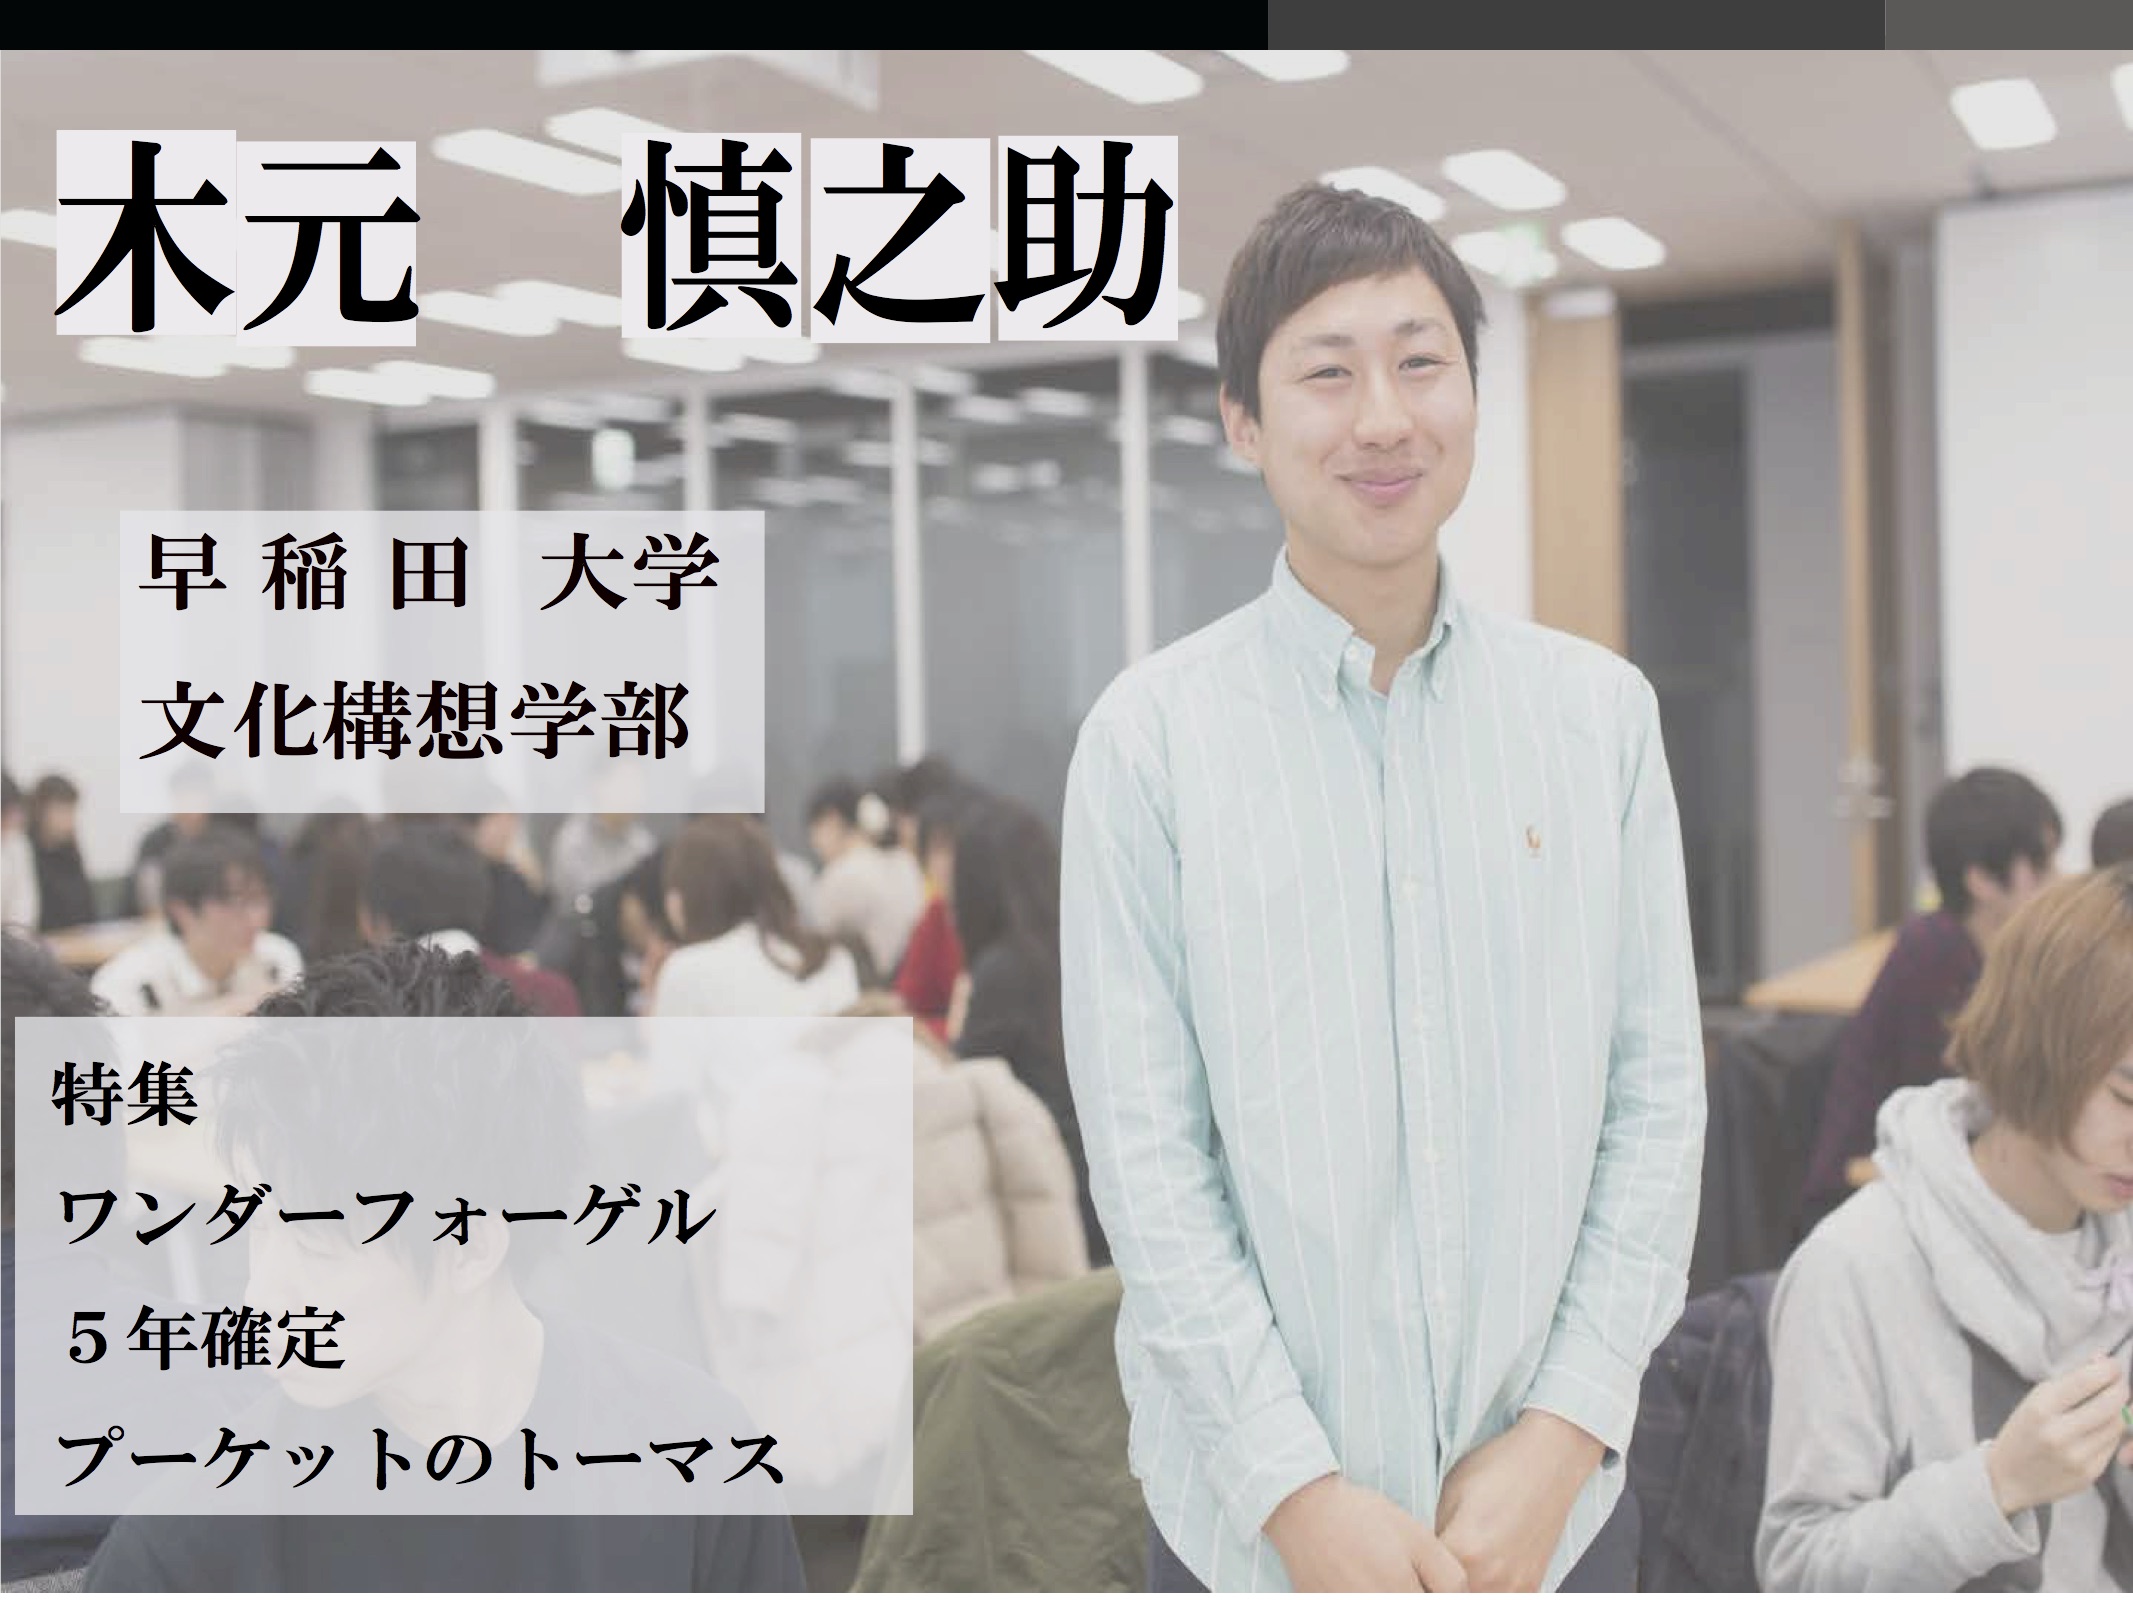 木元　慎之助
早 稲 田　大学
文化構想学部
特集
ワンダーフォーゲル
５年確定
プーケットのトーマス